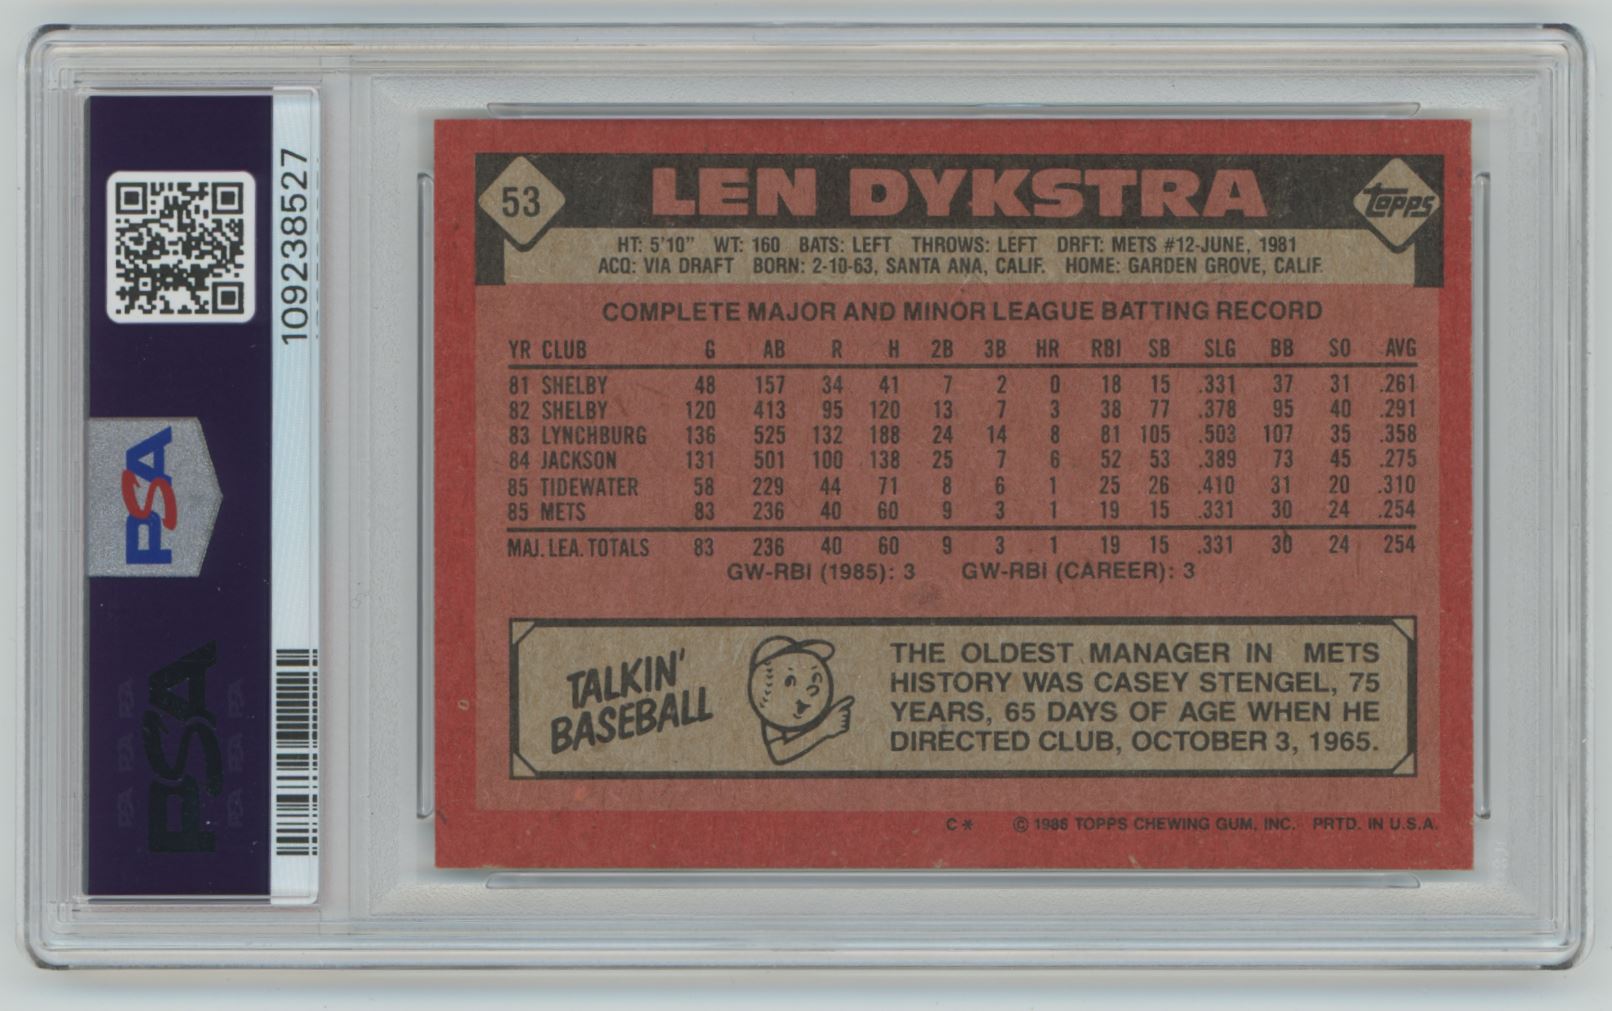 109238527
PSA
PSA
53
LEN DYKSTRA
Topps
HT: 5'10" WT: 160 BATS: LEFT THROWS: LEFT DRFT: METS #12-JUNE, 1981
ACQ: VIA DRAFT BORN: 2-10-63, SANTA ANA, CALIF. HOME: GARDEN GROVE, CALIF.
COMPLETE MAJOR AND MINOR LEAGUE BATTING RECORD
YR CLUB G AB R H 2B 3B HR RBI SB SLG BB SO AVG
81 SHELBY 48 157 34 41 7 2 0 18 15 .331 37 31 .261
82 SHELBY 120 413 95 120 13 7 3 38 77 .378 95 40 .291
83 LYNCHBURG 136 525 132 188 24 14 8 81 105 .503 107 35 .358
84 JACKSON 131 501 100 138 25 7 6 52 53 .389 73 45 .275
85 TIDEWATER 58 229 44 71 8 6 1 25 26 .410 31 20 .310
85 METS 83 236 40 60 9 3 1 19 15 .331 30 24 .254
MAJ. LEA. TOTALS 83 236 40 60 9 3 1 19 15 .331 30 24 .254
GW-RBI (1985): 3 GW-RBI (CAREER): 3
TALKIN'
BASEBALL
THE OLDEST MANAGER IN METS
HISTORY WAS CASEY STENGEL, 75
YEARS, 65 DAYS OF AGE WHEN HE
DIRECTED CLUB, OCTOBER 3, 1965.
C* © 1986 TOPPS CHEWING GUM, INC. PRTD. IN U.S.A.